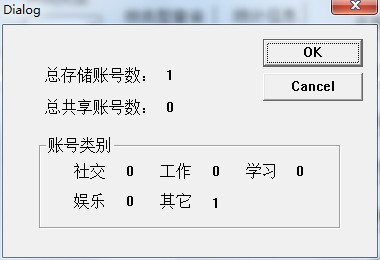 Dialog
OK
Cancel
总存储账号数： 1
总共享账号数： 0
账号类别
社交 0 工作 0 学习 0
娱乐 0 其它 1